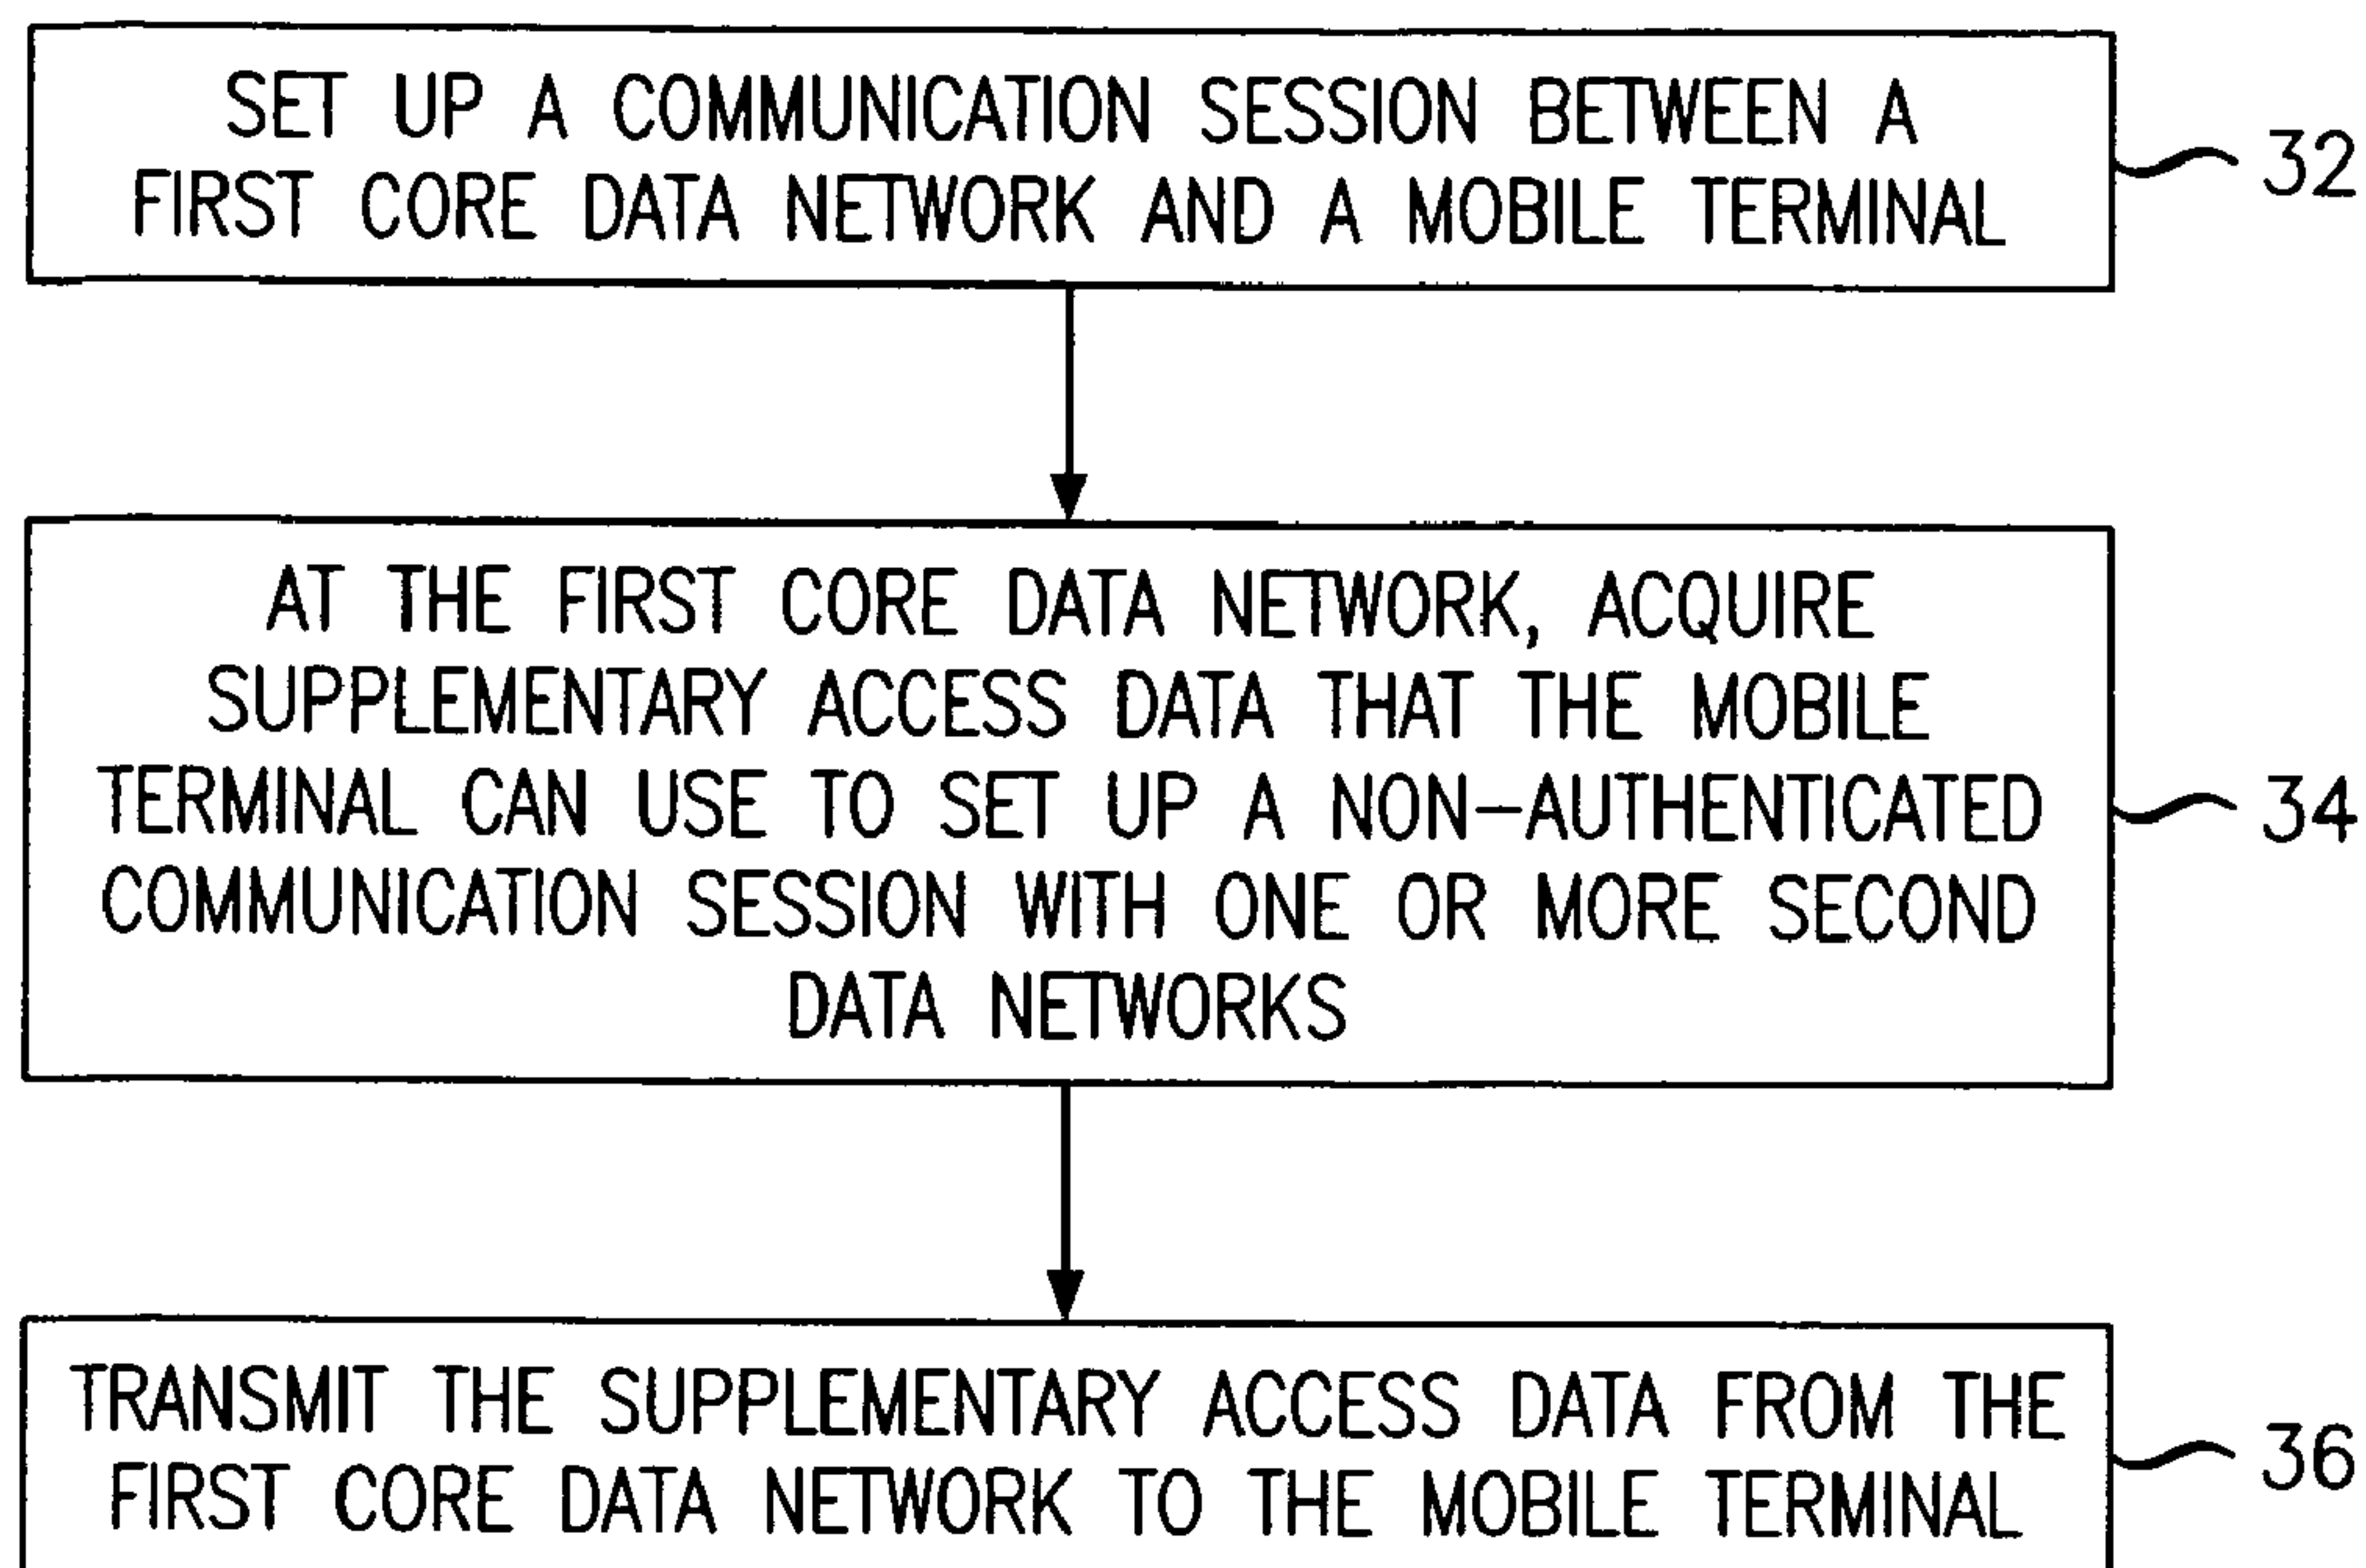 SET UP A COMMUNICATION SESSION BETWEEN A
FIRST CORE DATA NETWORK AND A MOBILE TERMINAL
32
AT THE FIRST CORE DATA NETWORK, ACQUIRE
SUPPLEMENTARY ACCESS DATA THAT THE MOBILE
TERMINAL CAN USE TO SET UP A NON-AUTHENTICATED
COMMUNICATION SESSION WITH ONE OR MORE SECOND
DATA NETWORKS
34
TRANSMIT THE SUPPLEMENTARY ACCESS DATA FROM THE
FIRST CORE DATA NETWORK TO THE MOBILE TERMINAL
36